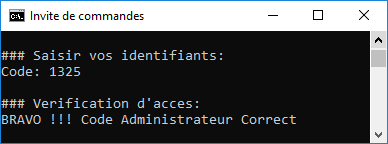 Invite de commandes
### Saisir vos identifiants:
Code: 1325
### Verification d'acces:
BRAVO !!! Code Administrateur Correct